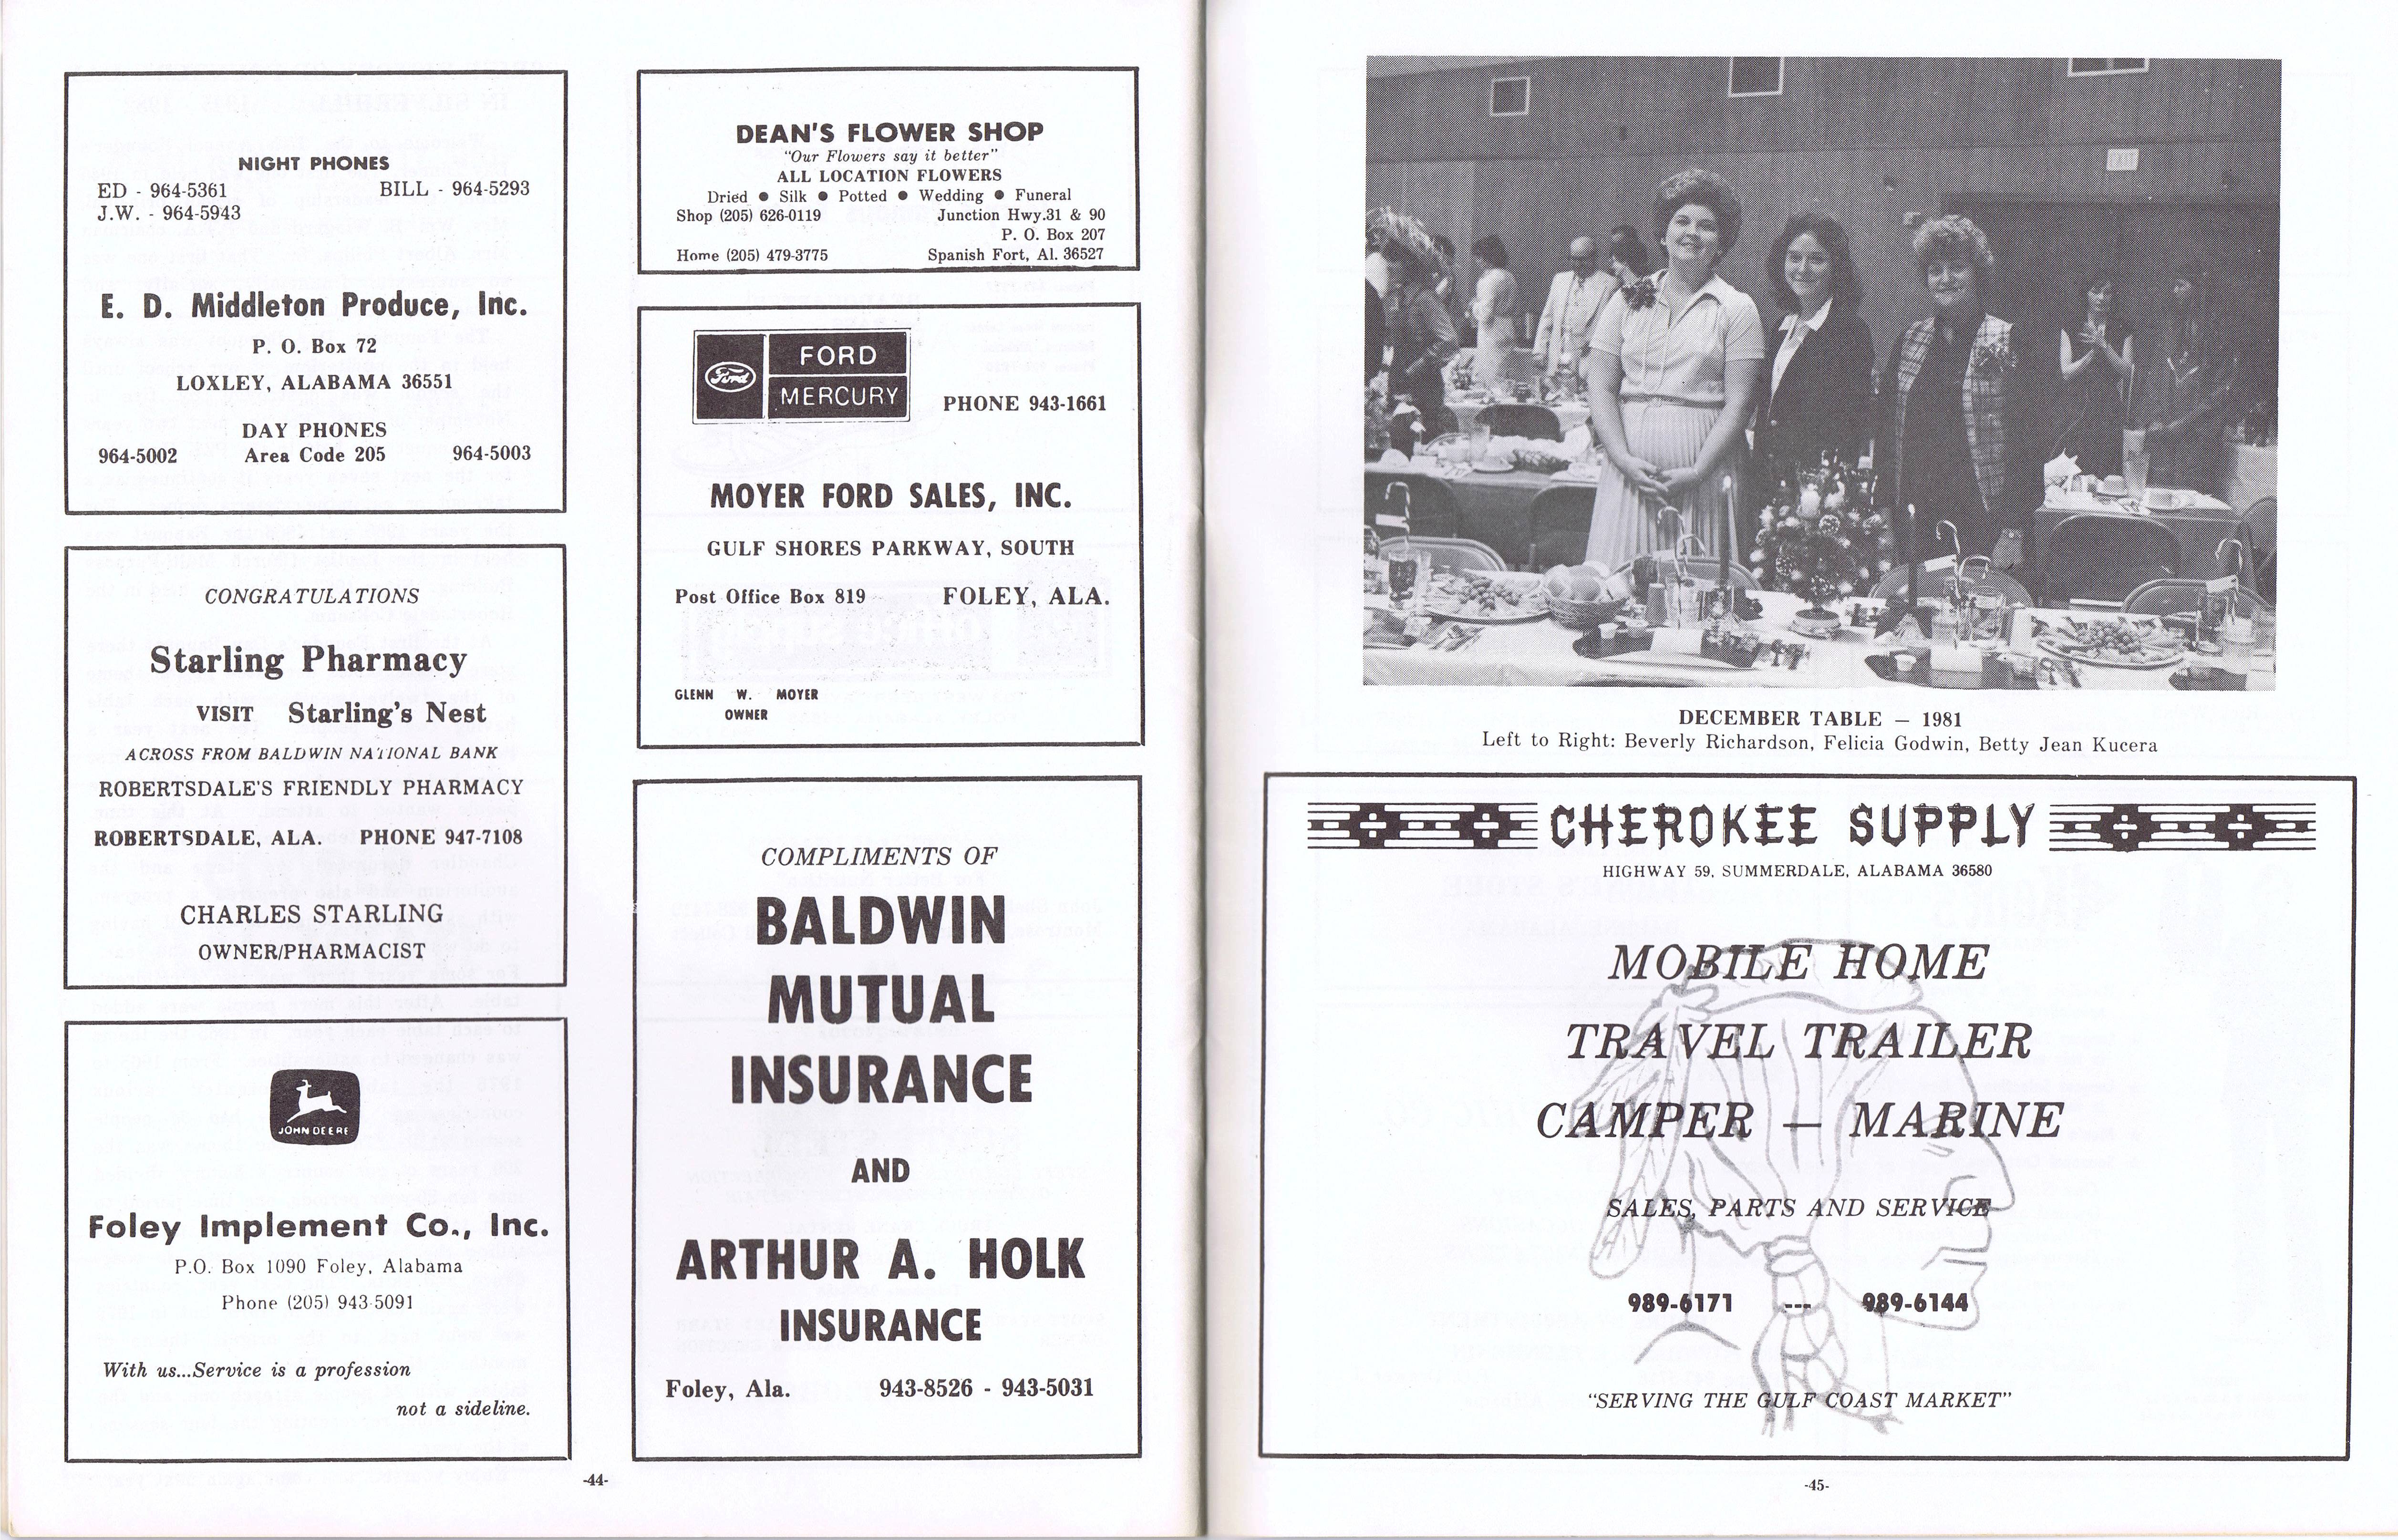 NIGHT PHONES
ED - 964-5361 BILL - 964-5293
J.W. - 964-5943
E. D. Middleton Produce, Inc.
P. O. Box 72
LOXLEY, ALABAMA 36551
DAY PHONES
964-5002 Area Code 205 964-5003
CONGRATULATIONS
Starling Pharmacy
VISIT Starling's Nest
ACROSS FROM BALDWIN NATIONAL BANK
ROBERTSDALE'S FRIENDLY PHARMACY
ROBERTSDALE, ALA. PHONE 947-7108
CHARLES STARLING
OWNER/PHARMACIST
JOHN DEERE
Foley Implement Co., Inc.
P.O. Box 1090 Foley, Alabama
Phone (205) 943-5091
With us...Service is a profession
not a sideline.
DEAN'S FLOWER SHOP
"Our Flowers say it better"
ALL LOCATION FLOWERS
Dried ● Silk ● Potted ● Wedding ● Funeral
Shop (205) 626-0119 Junction Hwy.31 & 90
P. O. Box 207
Home (205) 479-3775 Spanish Fort, Al. 36527
Ford
FORD
MERCURY
PHONE 943-1661
MOYER FORD SALES, INC.
GULF SHORES PARKWAY, SOUTH
Post Office Box 819 FOLEY, ALA.
GLENN W. MOYER
OWNER
COMPLIMENTS OF
BALDWIN
MUTUAL
INSURANCE
AND
ARTHUR A. HOLK
INSURANCE
Foley, Ala. 943-8526 - 943-5031
-44-
EXIT
DECEMBER TABLE — 1981
Left to Right: Beverly Richardson, Felicia Godwin, Betty Jean Kucera
CHEROKEE SUPPLY
HIGHWAY 59, SUMMERDALE, ALABAMA 36580
MOBILE HOME
TRAVEL TRAILER
CAMPER — MARINE
SALES, PARTS AND SERVICE
989-6171 --- 989-6144
"SERVING THE GULF COAST MARKET"
-45-